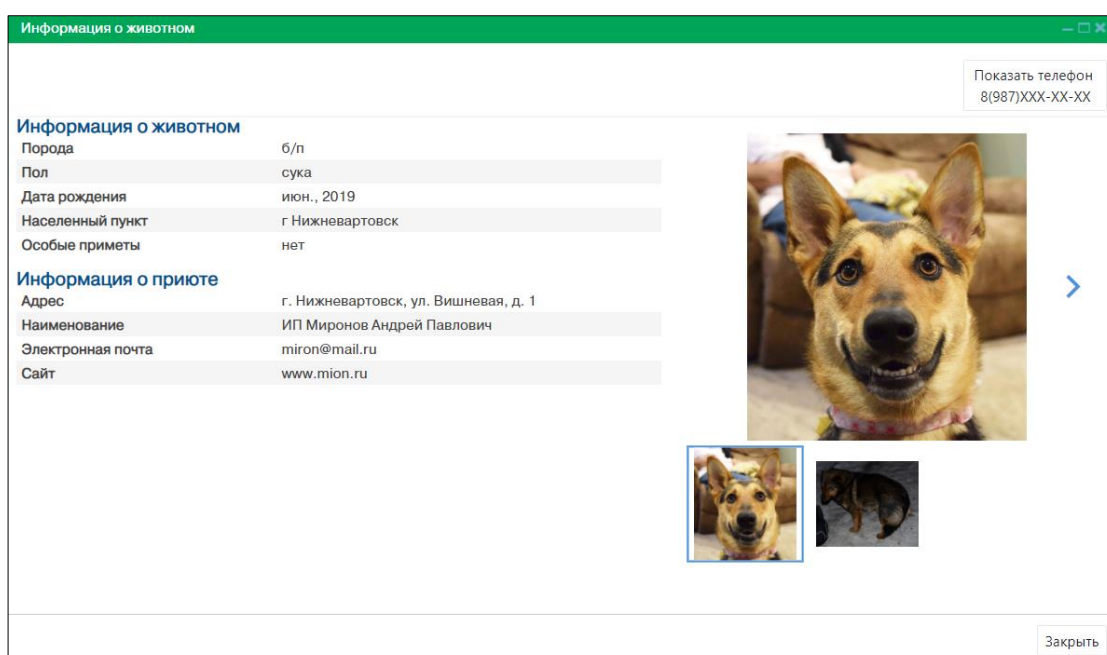 Информация о животном
Показать телефон
8(987)XXX-XX-XX
Информация о животном
Порода б/п
Пол сука
Дата рождения июн., 2019
Населенный пункт г Нижневартовск
Особые приметы нет
Информация о приюте
Адрес г. Нижневартовск, ул. Вишневая, д. 1
Наименование ИП Миронов Андрей Павлович
Электронная почта miron@mail.ru
Сайт www.mion.ru
Закрыть